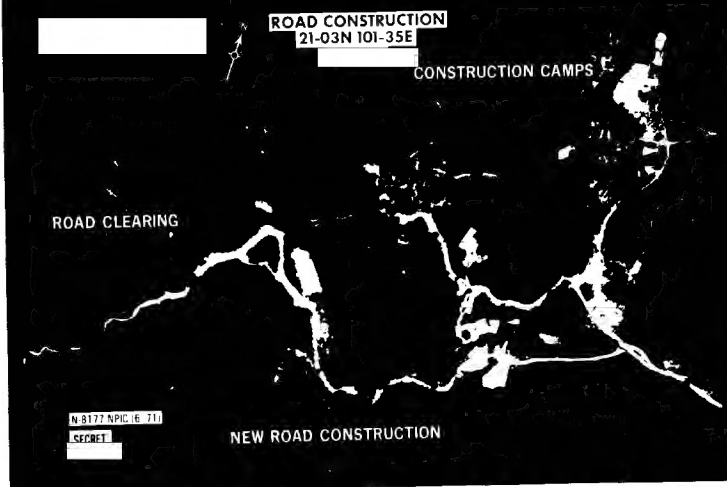 N
ROAD CONSTRUCTION
21-03N 101-35E
CONSTRUCTION CAMPS
ROAD CLEARING
N-8177 NPIC (6 71)
SECRET
NEW ROAD CONSTRUCTION